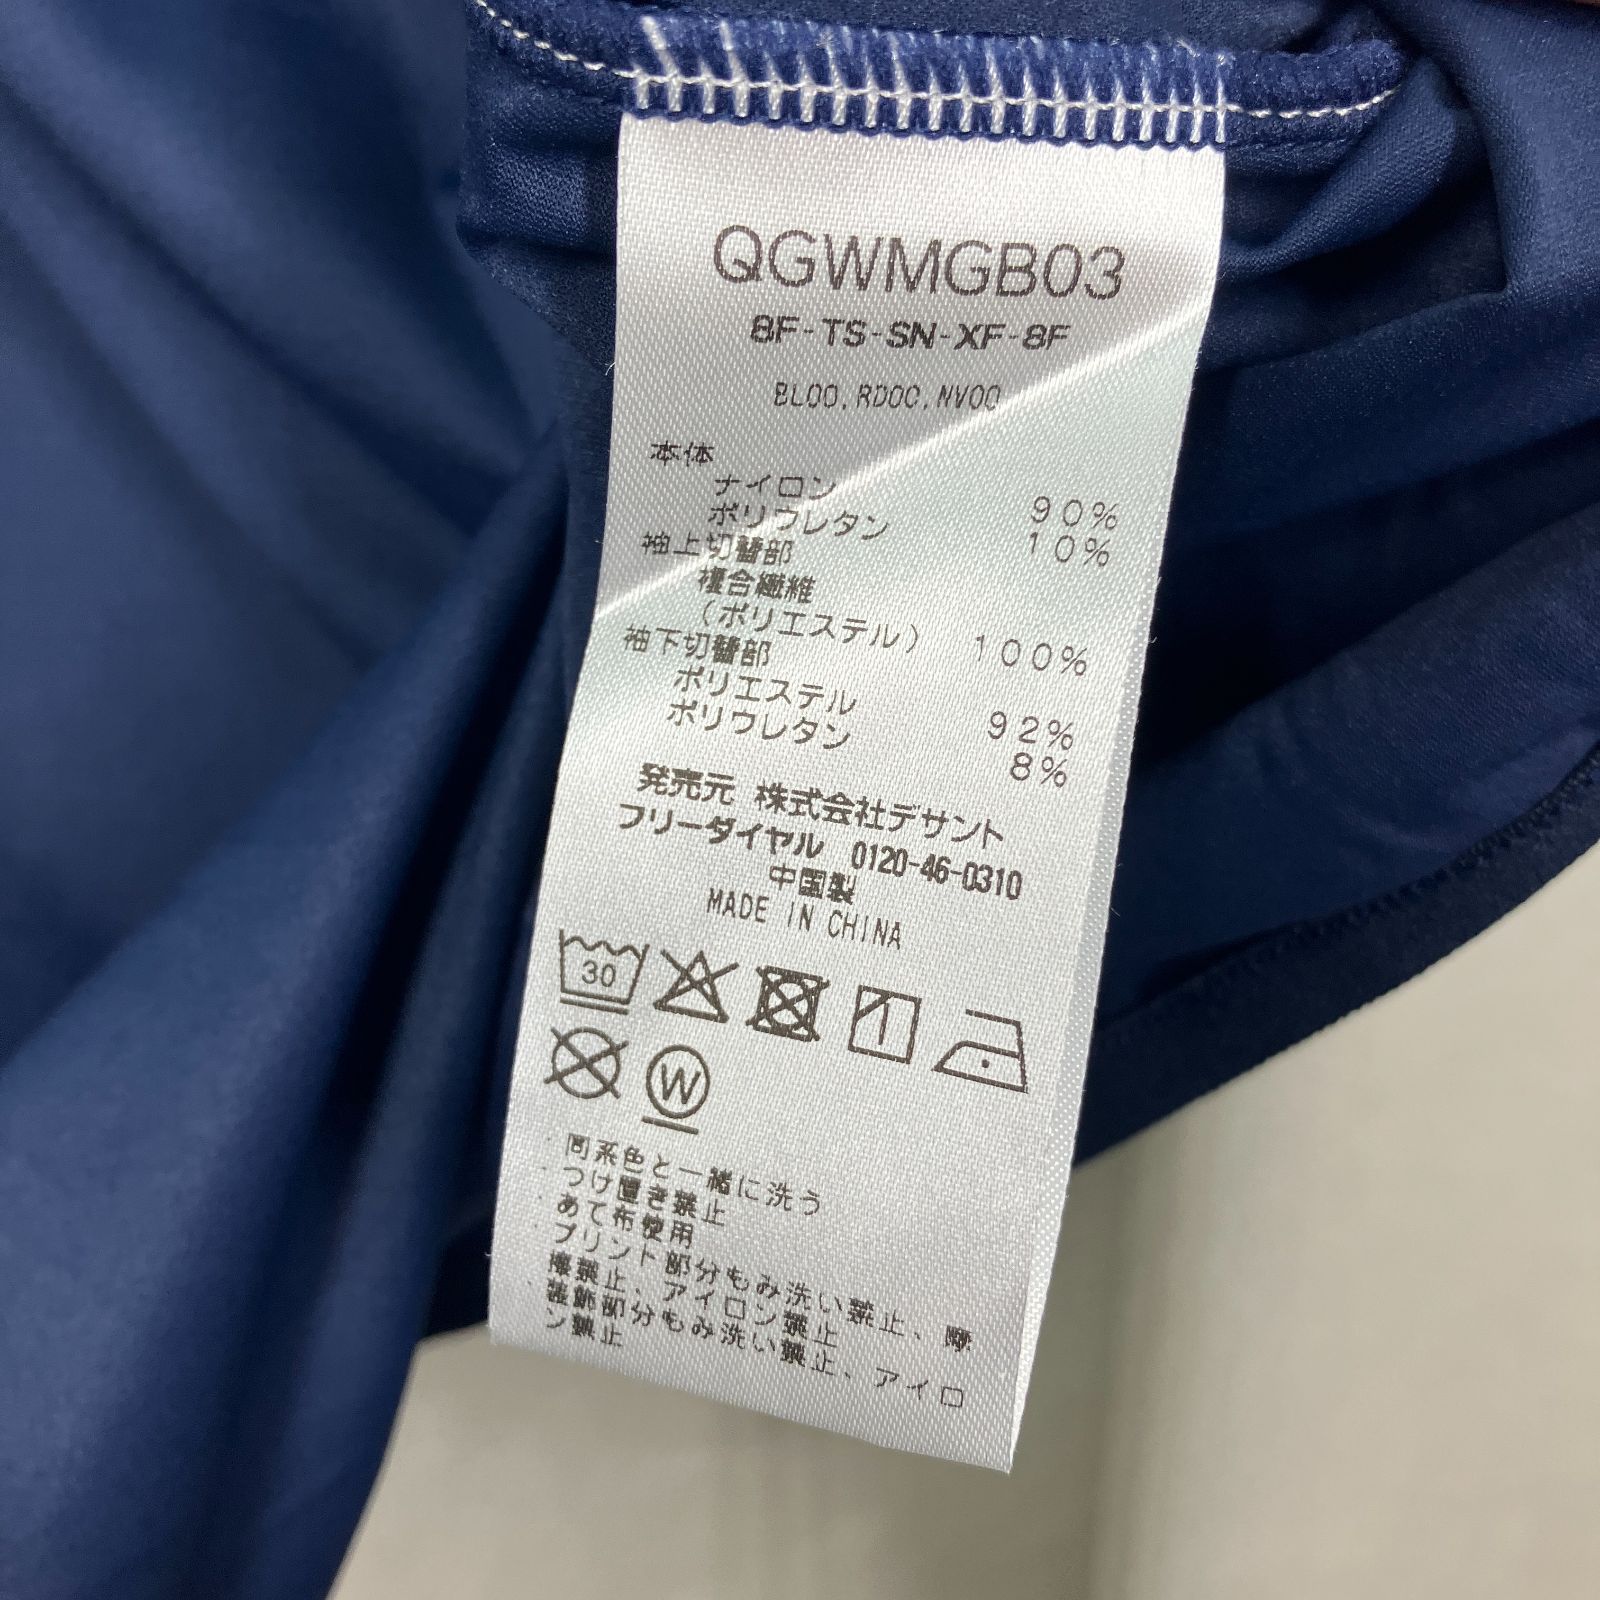 QGWMGB03
8F-TS-SN-XF-8F
BL00, RD00, NV00
本体
ナイロン 90%
ポリウレタン 10%
袖上切替部
複合繊維
(ポリエステル) 100%
袖下切替部
ポリエステル 92%
ポリウレタン 8%
発売元 株式会社デサント
フリーダイヤル 0120-46-0310
中国製
MADE IN CHINA
30
1
W
同系色と一緒に洗う
つけ置き禁止
あて布使用
プリント部分もみ洗い禁止、摩
擦禁止、アイロン禁止
装飾部分もみ洗い禁止、アイロ
ン禁止